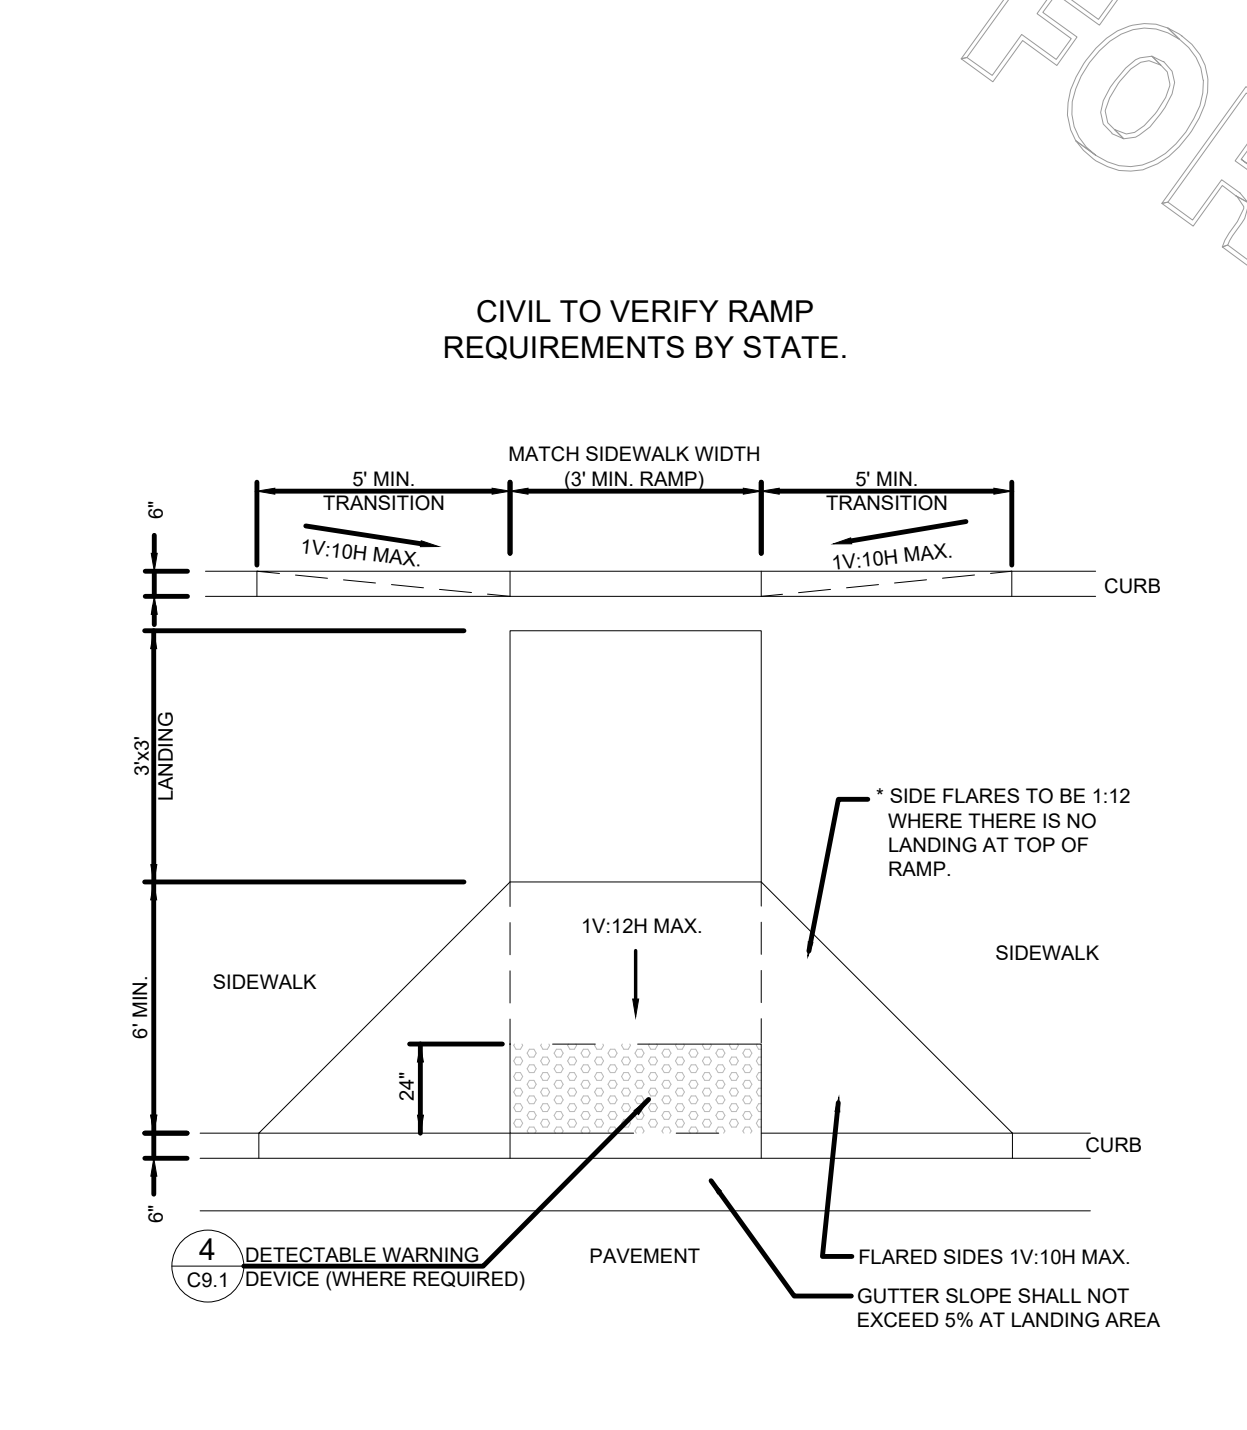 FOR
CIVIL TO VERIFY RAMP
REQUIREMENTS BY STATE.
MATCH SIDEWALK WIDTH
5' MIN.
(3' MIN. RAMP)
5' MIN.
TRANSITION
TRANSITION
6"
1V:10H MAX.
1V:10H MAX.
CURB
3'x3'
LANDING
* SIDE FLARES TO BE 1:12
WHERE THERE IS NO
LANDING AT TOP OF
RAMP.
1V:12H MAX.
SIDEWALK
SIDEWALK
6' MIN.
24"
CURB
6"
4
C9.1
DETECTABLE WARNING
DEVICE (WHERE REQUIRED)
PAVEMENT
FLARED SIDES 1V:10H MAX.
GUTTER SLOPE SHALL NOT
EXCEED 5% AT LANDING AREA